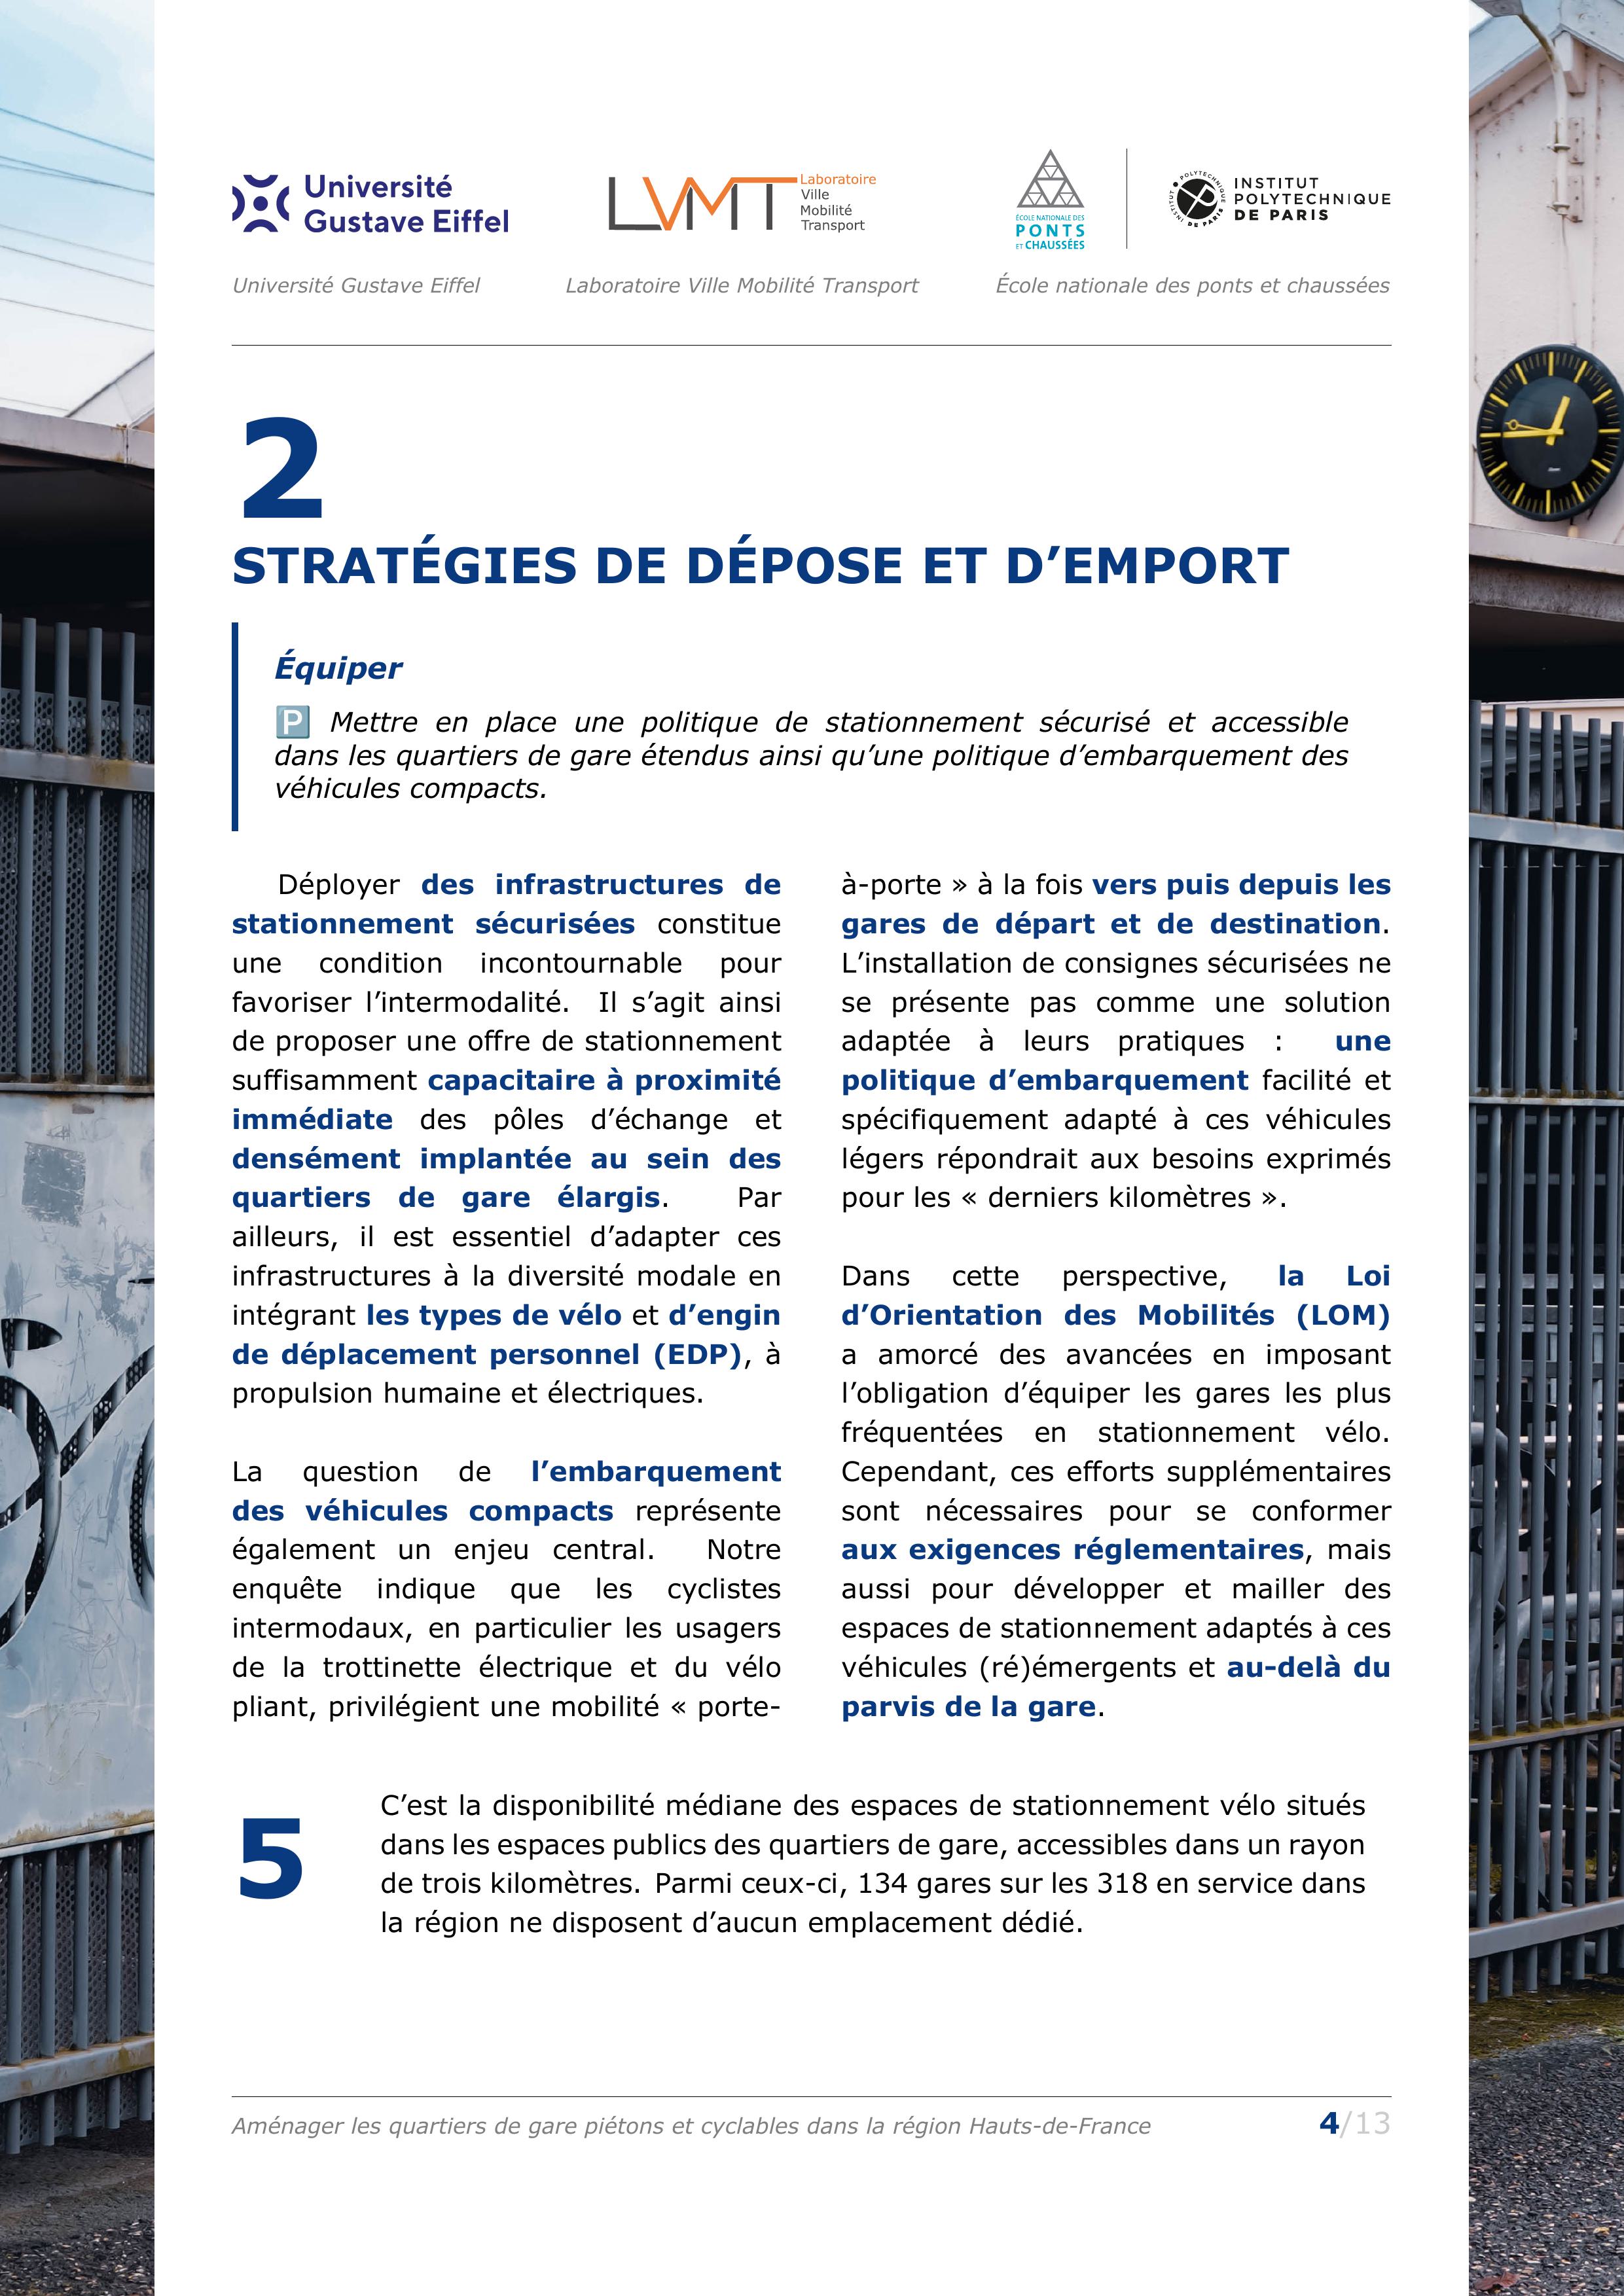 Université
Gustave Eiffel
LVMT
Laboratoire
Ville
Mobilité
Transport
ÉCOLE NATIONALE DES
PONTS
ET CHAUSSÉES
INSTITUT
POLYTECHNIQUE
DE PARIS
Université Gustave Eiffel
Laboratoire Ville Mobilité Transport
École nationale des ponts et chaussées
2
STRATÉGIES DE DÉPOSE ET D’EMPORT
Équiper
🅿️ Mettre en place une politique de stationnement sécurisé et accessible
dans les quartiers de gare étendus ainsi qu’une politique d’embarquement des
véhicules compacts.
Déployer des infrastructures de
stationnement sécurisées constitue
une condition incontournable pour
favoriser l’intermodalité. Il s’agit ainsi
de proposer une offre de stationnement
suffisamment capacitaire à proximité
immédiate des pôles d’échange et
densément implantée au sein des
quartiers de gare élargis. Par
ailleurs, il est essentiel d’adapter ces
infrastructures à la diversité modale en
intégrant les types de vélo et d’engin
de déplacement personnel (EDP), à
propulsion humaine et électriques.
La question de l’embarquement
des véhicules compacts représente
également un enjeu central. Notre
enquête indique que les cyclistes
intermodaux, en particulier les usagers
de la trottinette électrique et du vélo
pliant, privilégient une mobilité « porte-
à-porte » à la fois vers puis depuis les
gares de départ et de destination.
L’installation de consignes sécurisées ne
se présente pas comme une solution
adaptée à leurs pratiques : une
politique d’embarquement facilité et
spécifiquement adapté à ces véhicules
légers répondrait aux besoins exprimés
pour les « derniers kilomètres ».
Dans cette perspective, la Loi
d’Orientation des Mobilités (LOM)
a amorcé des avancées en imposant
l’obligation d’équiper les gares les plus
fréquentées en stationnement vélo.
Cependant, ces efforts supplémentaires
sont nécessaires pour se conformer
aux exigences réglementaires, mais
aussi pour développer et mailler des
espaces de stationnement adaptés à ces
véhicules (ré)émergents et au-delà du
parvis de la gare.
5
C’est la disponibilité médiane des espaces de stationnement vélo situés
dans les espaces publics des quartiers de gare, accessibles dans un rayon
de trois kilomètres. Parmi ceux-ci, 134 gares sur les 318 en service dans
la région ne disposent d’aucun emplacement dédié.
Aménager les quartiers de gare piétons et cyclables dans la région Hauts-de-France
4/13